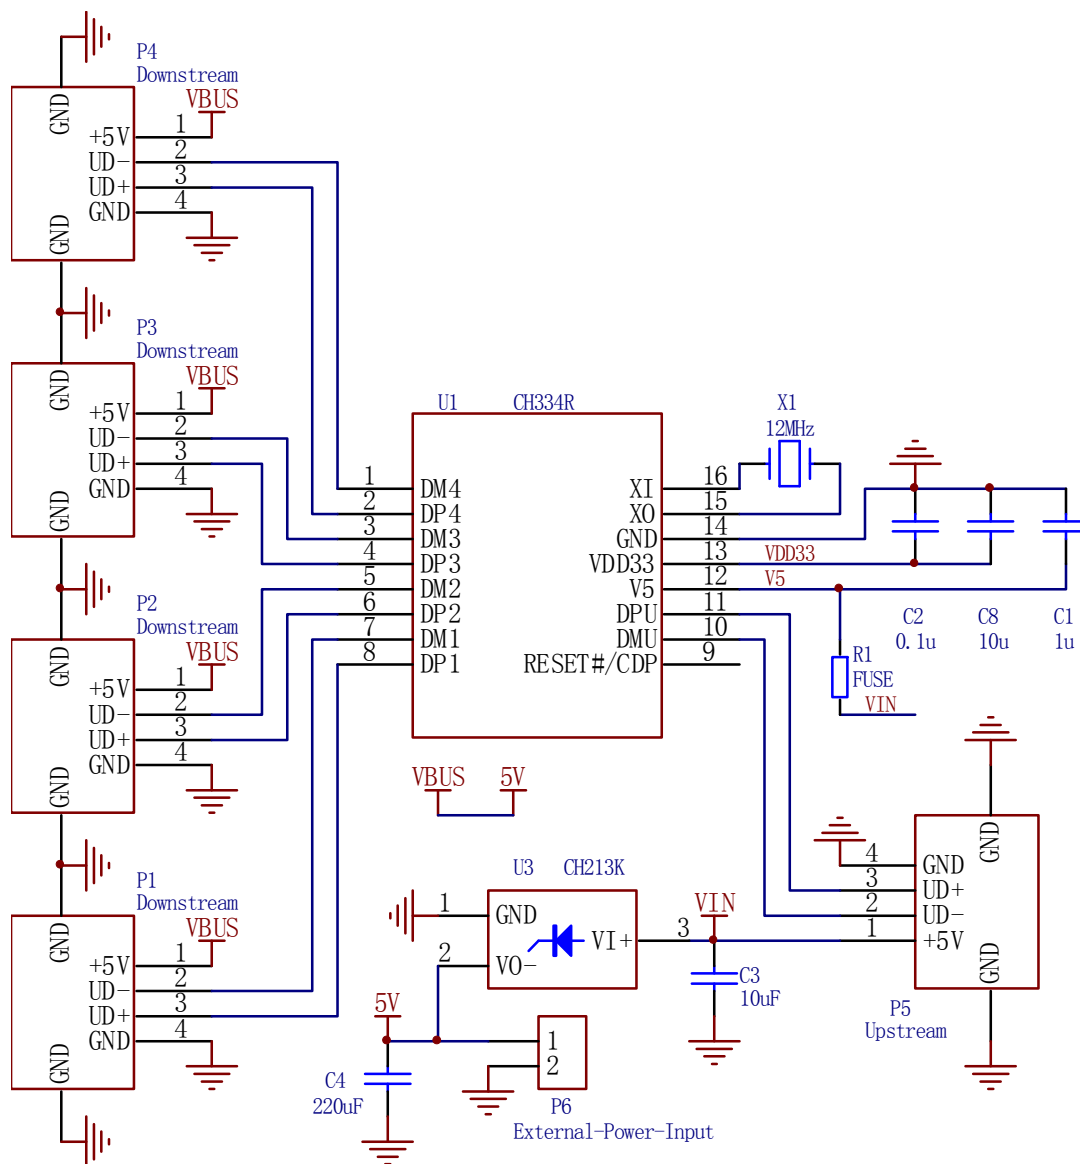 P4
Downstream
VBUS
GND
+5V 1
UD- 2
UD+ 3
GND 4
GND
P3
Downstream
VBUS
GND
+5V 1
UD- 2
UD+ 3
GND 4
GND
P2
Downstream
VBUS
GND
+5V 1
UD- 2
UD+ 3
GND 4
GND
P1
Downstream
VBUS
GND
+5V 1
UD- 2
UD+ 3
GND 4
GND
U1 CH334R
1 DM4
2 DP4
3 DM3
4 DP3
5 DM2
6 DP2
7 DM1
8 DP1
XI 16
XO 15
GND 14
VDD33 13
V5 12
DPU 11
DMU 10
RESET#/CDP 9
X1
12MHz
VDD33
V5
C2
0.1u
C8
10u
C1
1u
R1
FUSE
VIN
VBUS 5V
U3 CH213K
1 GND
2 VO-
VI+ 3
VIN
C3
10uF
5V
C4
220uF
1
2
P6
External-Power-Input
GND
4 GND
3 UD+
2 UD-
1 +5V
GND
P5
Upstream